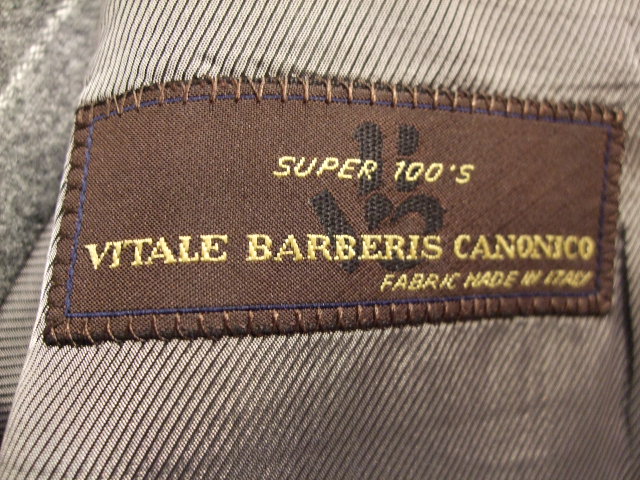 SUPER 100'S
VITALE BARBERIS CANONICO
FABRIC MADE IN ITALY